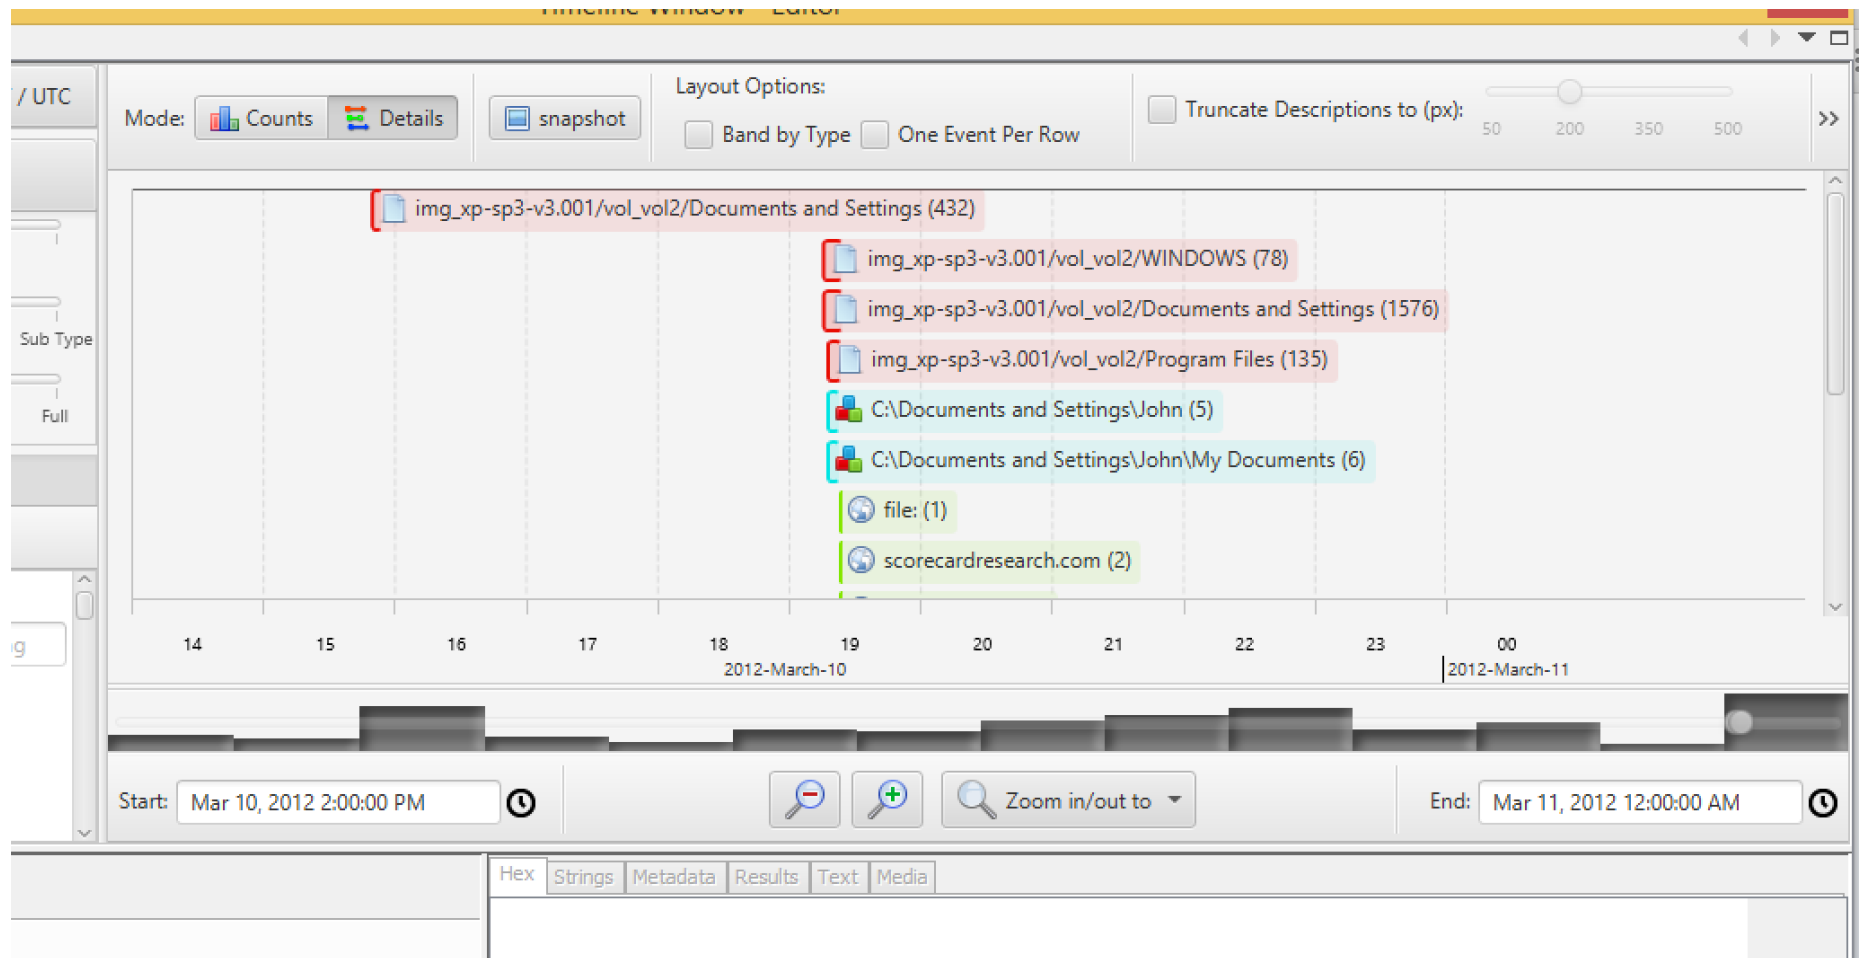 Timeline Window - Editor
/ UTC
Mode:
Counts
Details
snapshot
Layout Options:
Band by Type
One Event Per Row
Truncate Descriptions to (px):
50 200 350 500
img_xp-sp3-v3.001/vol_vol2/Documents and Settings (432)
img_xp-sp3-v3.001/vol_vol2/WINDOWS (78)
img_xp-sp3-v3.001/vol_vol2/Documents and Settings (1576)
Sub Type
img_xp-sp3-v3.001/vol_vol2/Program Files (135)
Full
C:\Documents and Settings\John (5)
C:\Documents and Settings\John\My Documents (6)
file: (1)
scorecardresearch.com (2)
14 15 16 17 18 19 20 21 22 23 00
2012-March-10 2012-March-11
Start: Mar 10, 2012 2:00:00 PM
Zoom in/out to
End: Mar 11, 2012 12:00:00 AM
Hex Strings Metadata Results Text Media